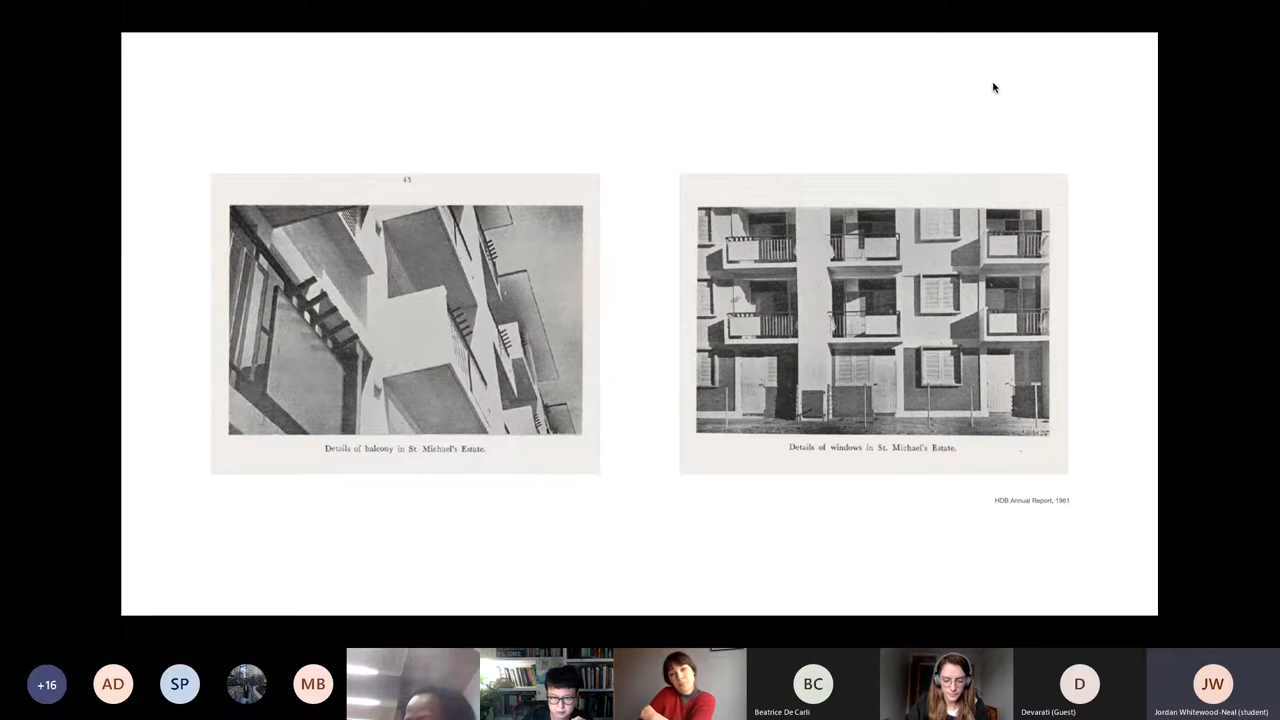 45
Details of balcony in St. Michael's Estate.
Details of windows in St. Michael's Estate.
HDB Annual Report, 1961
+16
AD
SP
MB
BC
D
JW
Beatrice De Carli
Devarati (Guest)
Jordan Whitewood-Neal (student)